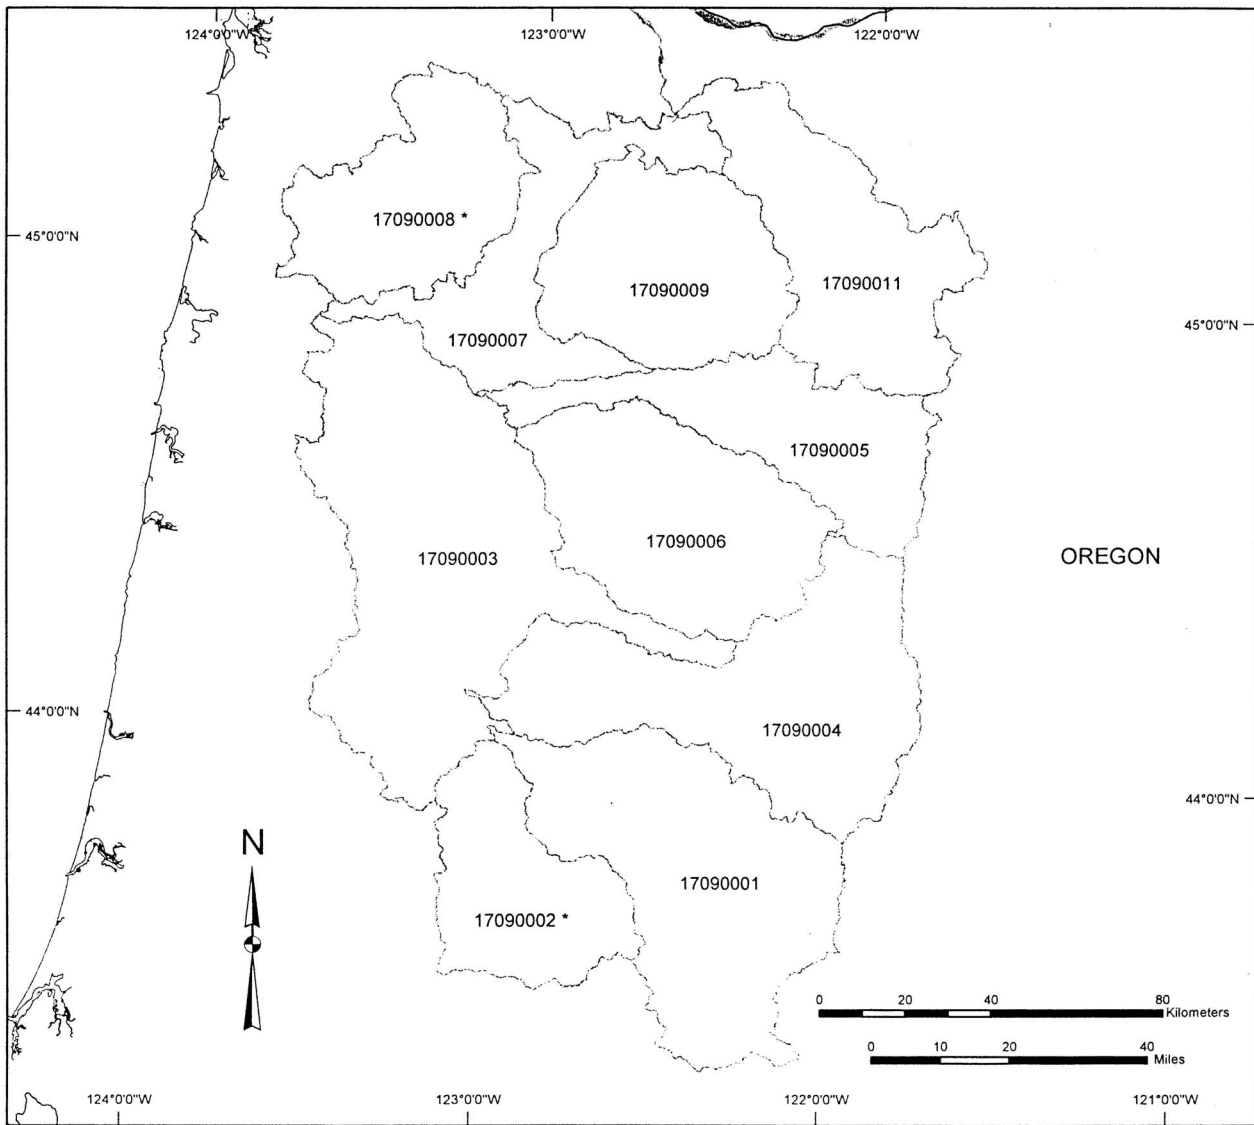 124°0'0"W 123°0'0"W 122°0'0"W
17090008 *
45°0'0"N
17090011
17090009
45°0'0"N
17090007
17090005
17090006
OREGON
17090003
44°0'0"N
17090004
44°0'0"N
N
17090001
17090002 *
0 20 40 80
Kilometers
0 10 20 40
Miles
124°0'0"W 123°0'0"W 122°0'0"W 121°0'0"W